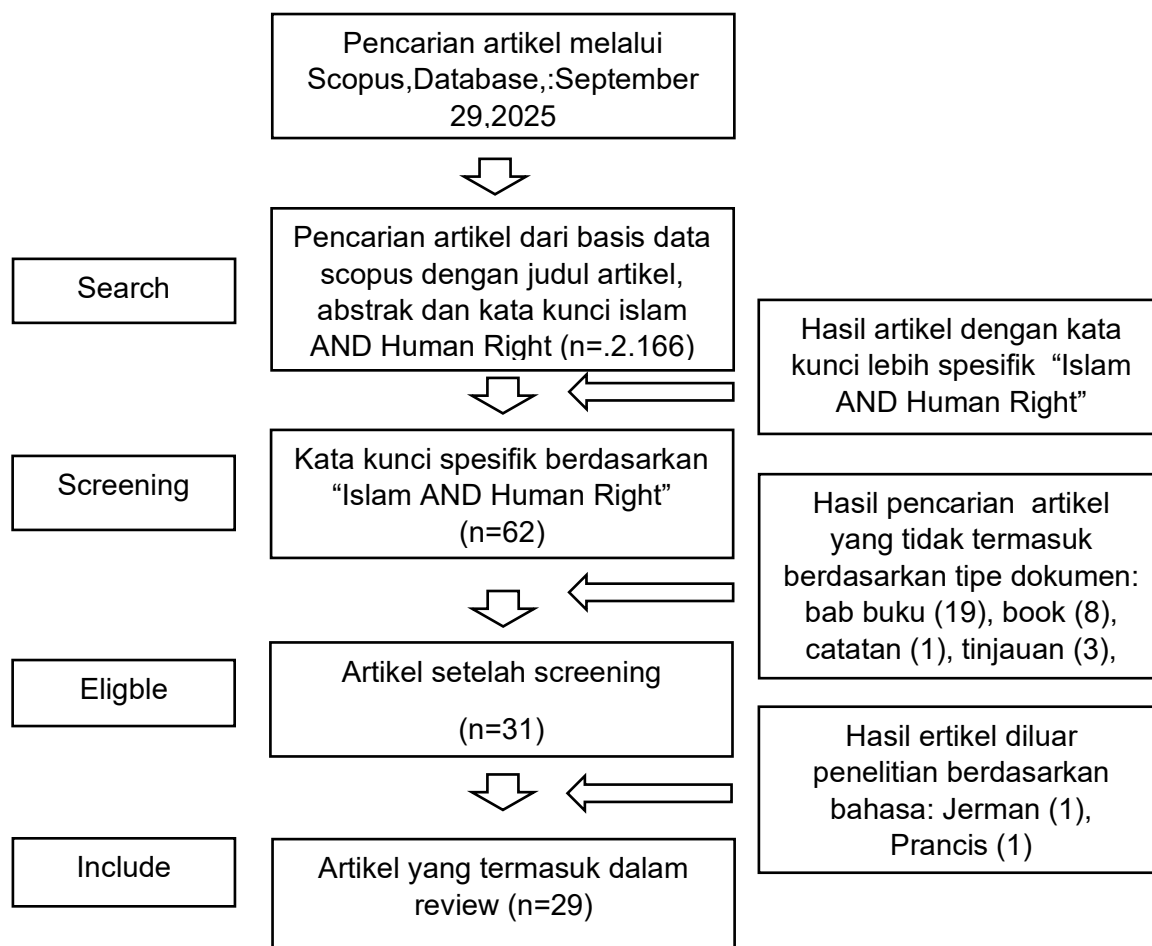 Pencarian artikel melalui
Scopus,Database,:September
29,2025
Search
Pencarian artikel dari basis data
scopus dengan judul artikel,
abstrak dan kata kunci islam
AND Human Right (n=.2.166)
Hasil artikel dengan kata
kunci lebih spesifik “Islam
AND Human Right”
Screening
Kata kunci spesifik berdasarkan
“Islam AND Human Right”
(n=62)
Hasil pencarian artikel
yang tidak termasuk
berdasarkan tipe dokumen:
bab buku (19), book (8),
catatan (1), tinjauan (3),
Eligble
Artikel setelah screening
(n=31)
Hasil ertikel diluar
penelitian berdasarkan
bahasa: Jerman (1),
Prancis (1)
Include
Artikel yang termasuk dalam
review (n=29)